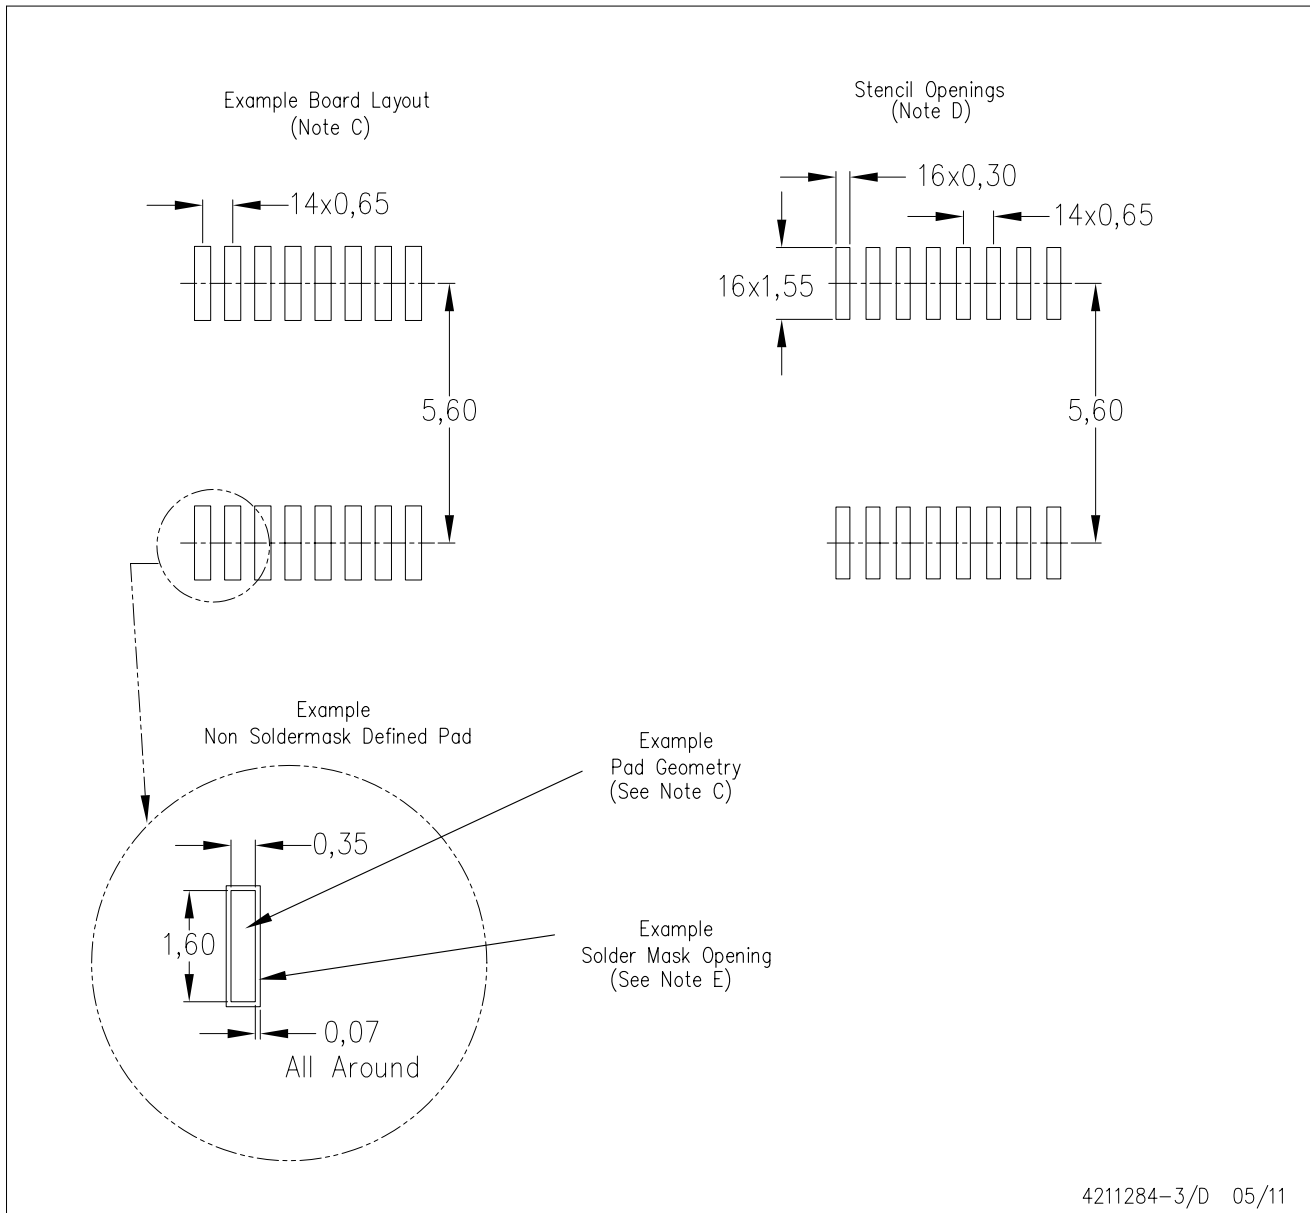 Example Board Layout
(Note C)
14x0,65
5,60
Stencil Openings
(Note D)
16x0,30
14x0,65
16x1,55
5,60
Example
Non Soldermask Defined Pad
0,35
1,60
0,07
All Around
Example
Pad Geometry
(See Note C)
Example
Solder Mask Opening
(See Note E)
4211284-3/D 05/11